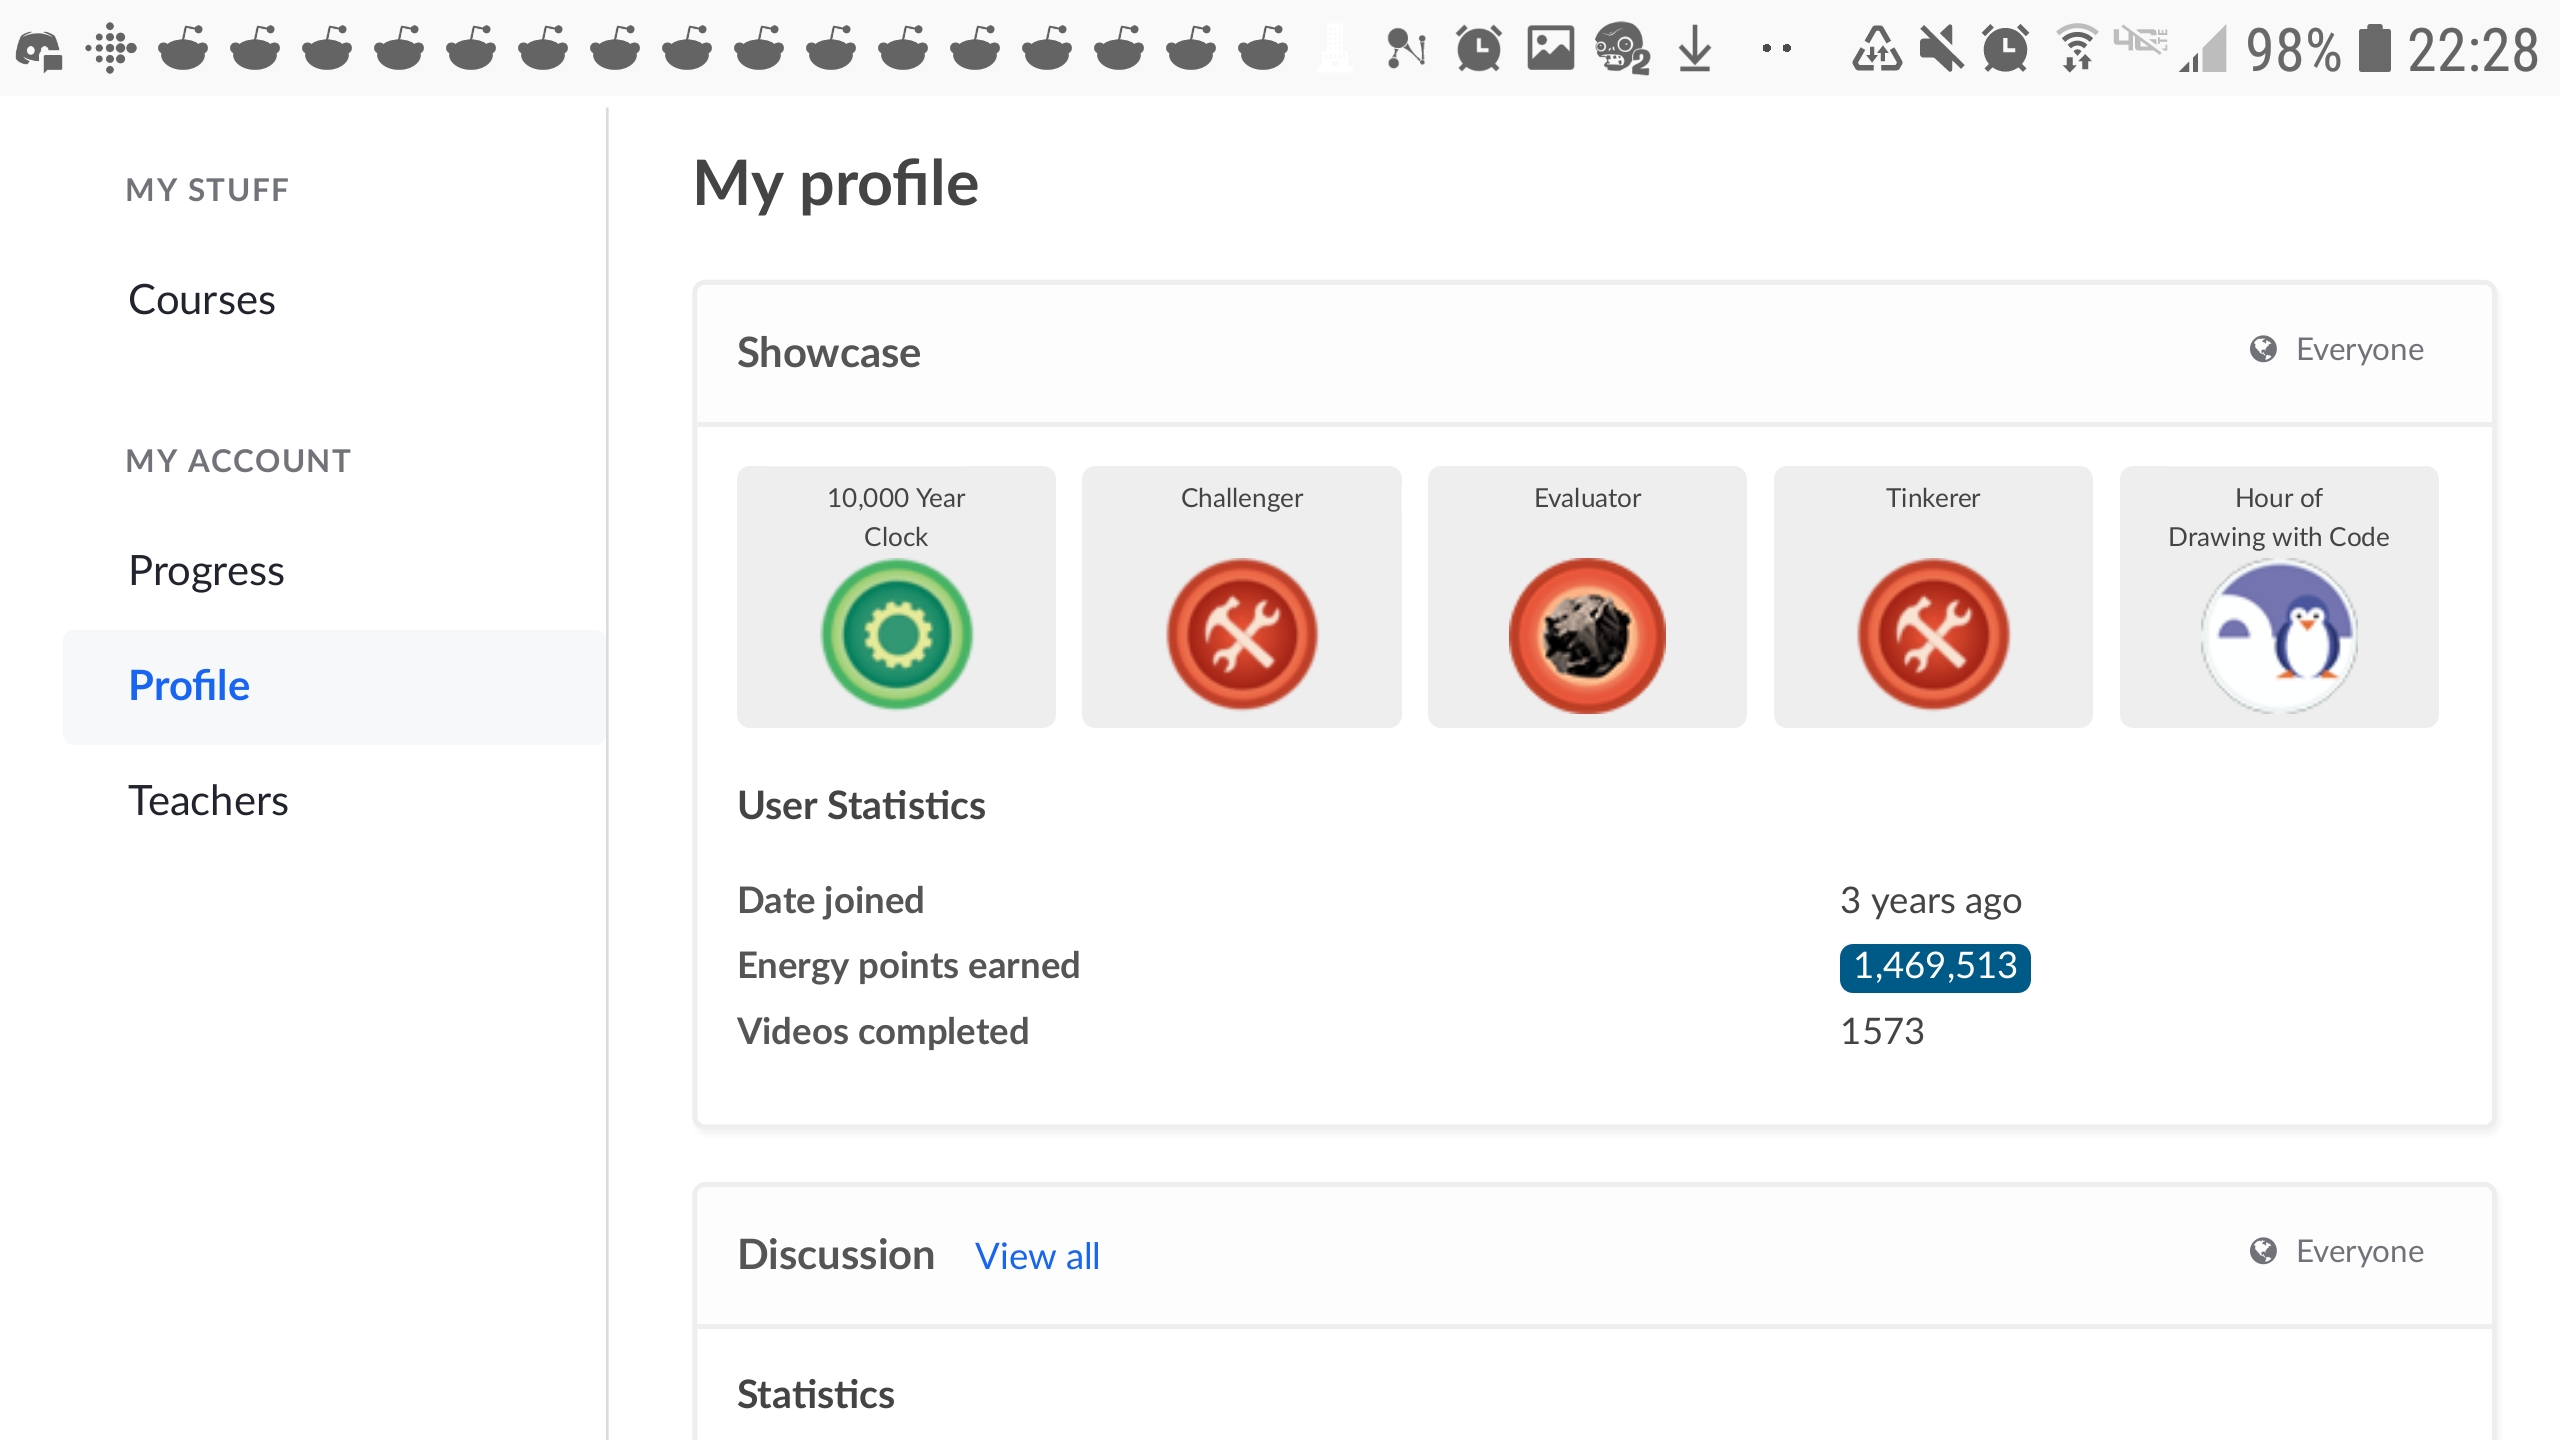 98% 22:28
MY STUFF
Courses
MY ACCOUNT
Progress
Profile
Teachers
My profile
Showcase
Everyone
10,000 Year
Clock
Challenger
Evaluator
Tinkerer
Hour of
Drawing with Code
User Statistics
Date joined 3 years ago
Energy points earned 1,469,513
Videos completed 1573
Discussion View all
Everyone
Statistics